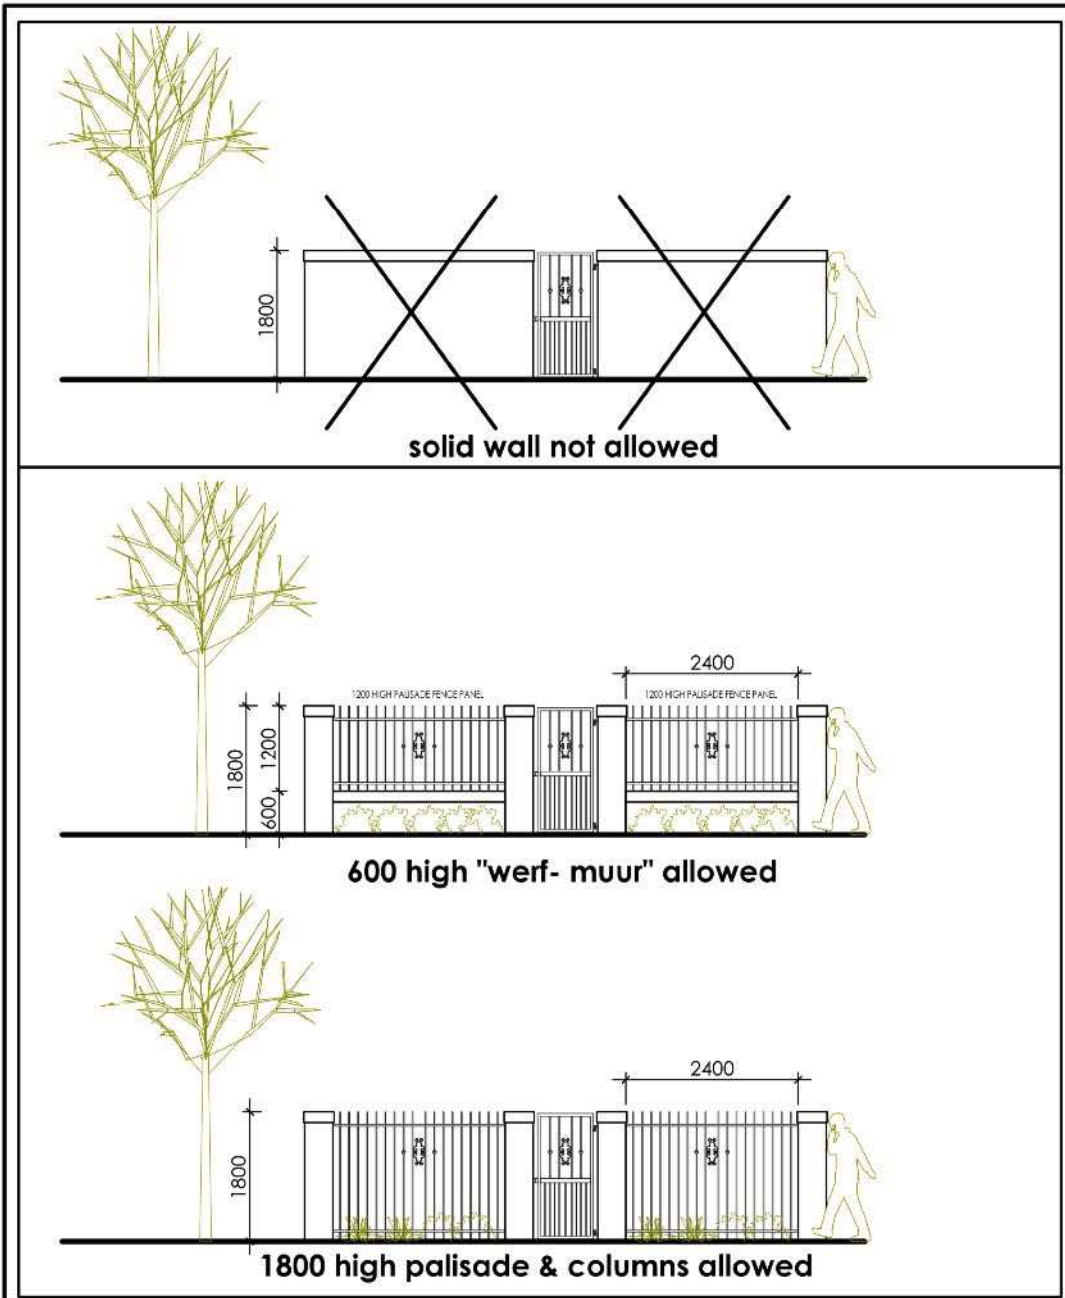 1800
solid wall not allowed
2400
1200 HIGH PALISADE FENCE PANEL
1200 HIGH PALISADE FENCE PANEL
1800
1200
600
600 high "werf- muur" allowed
2400
1800
1800 high palisade & columns allowed